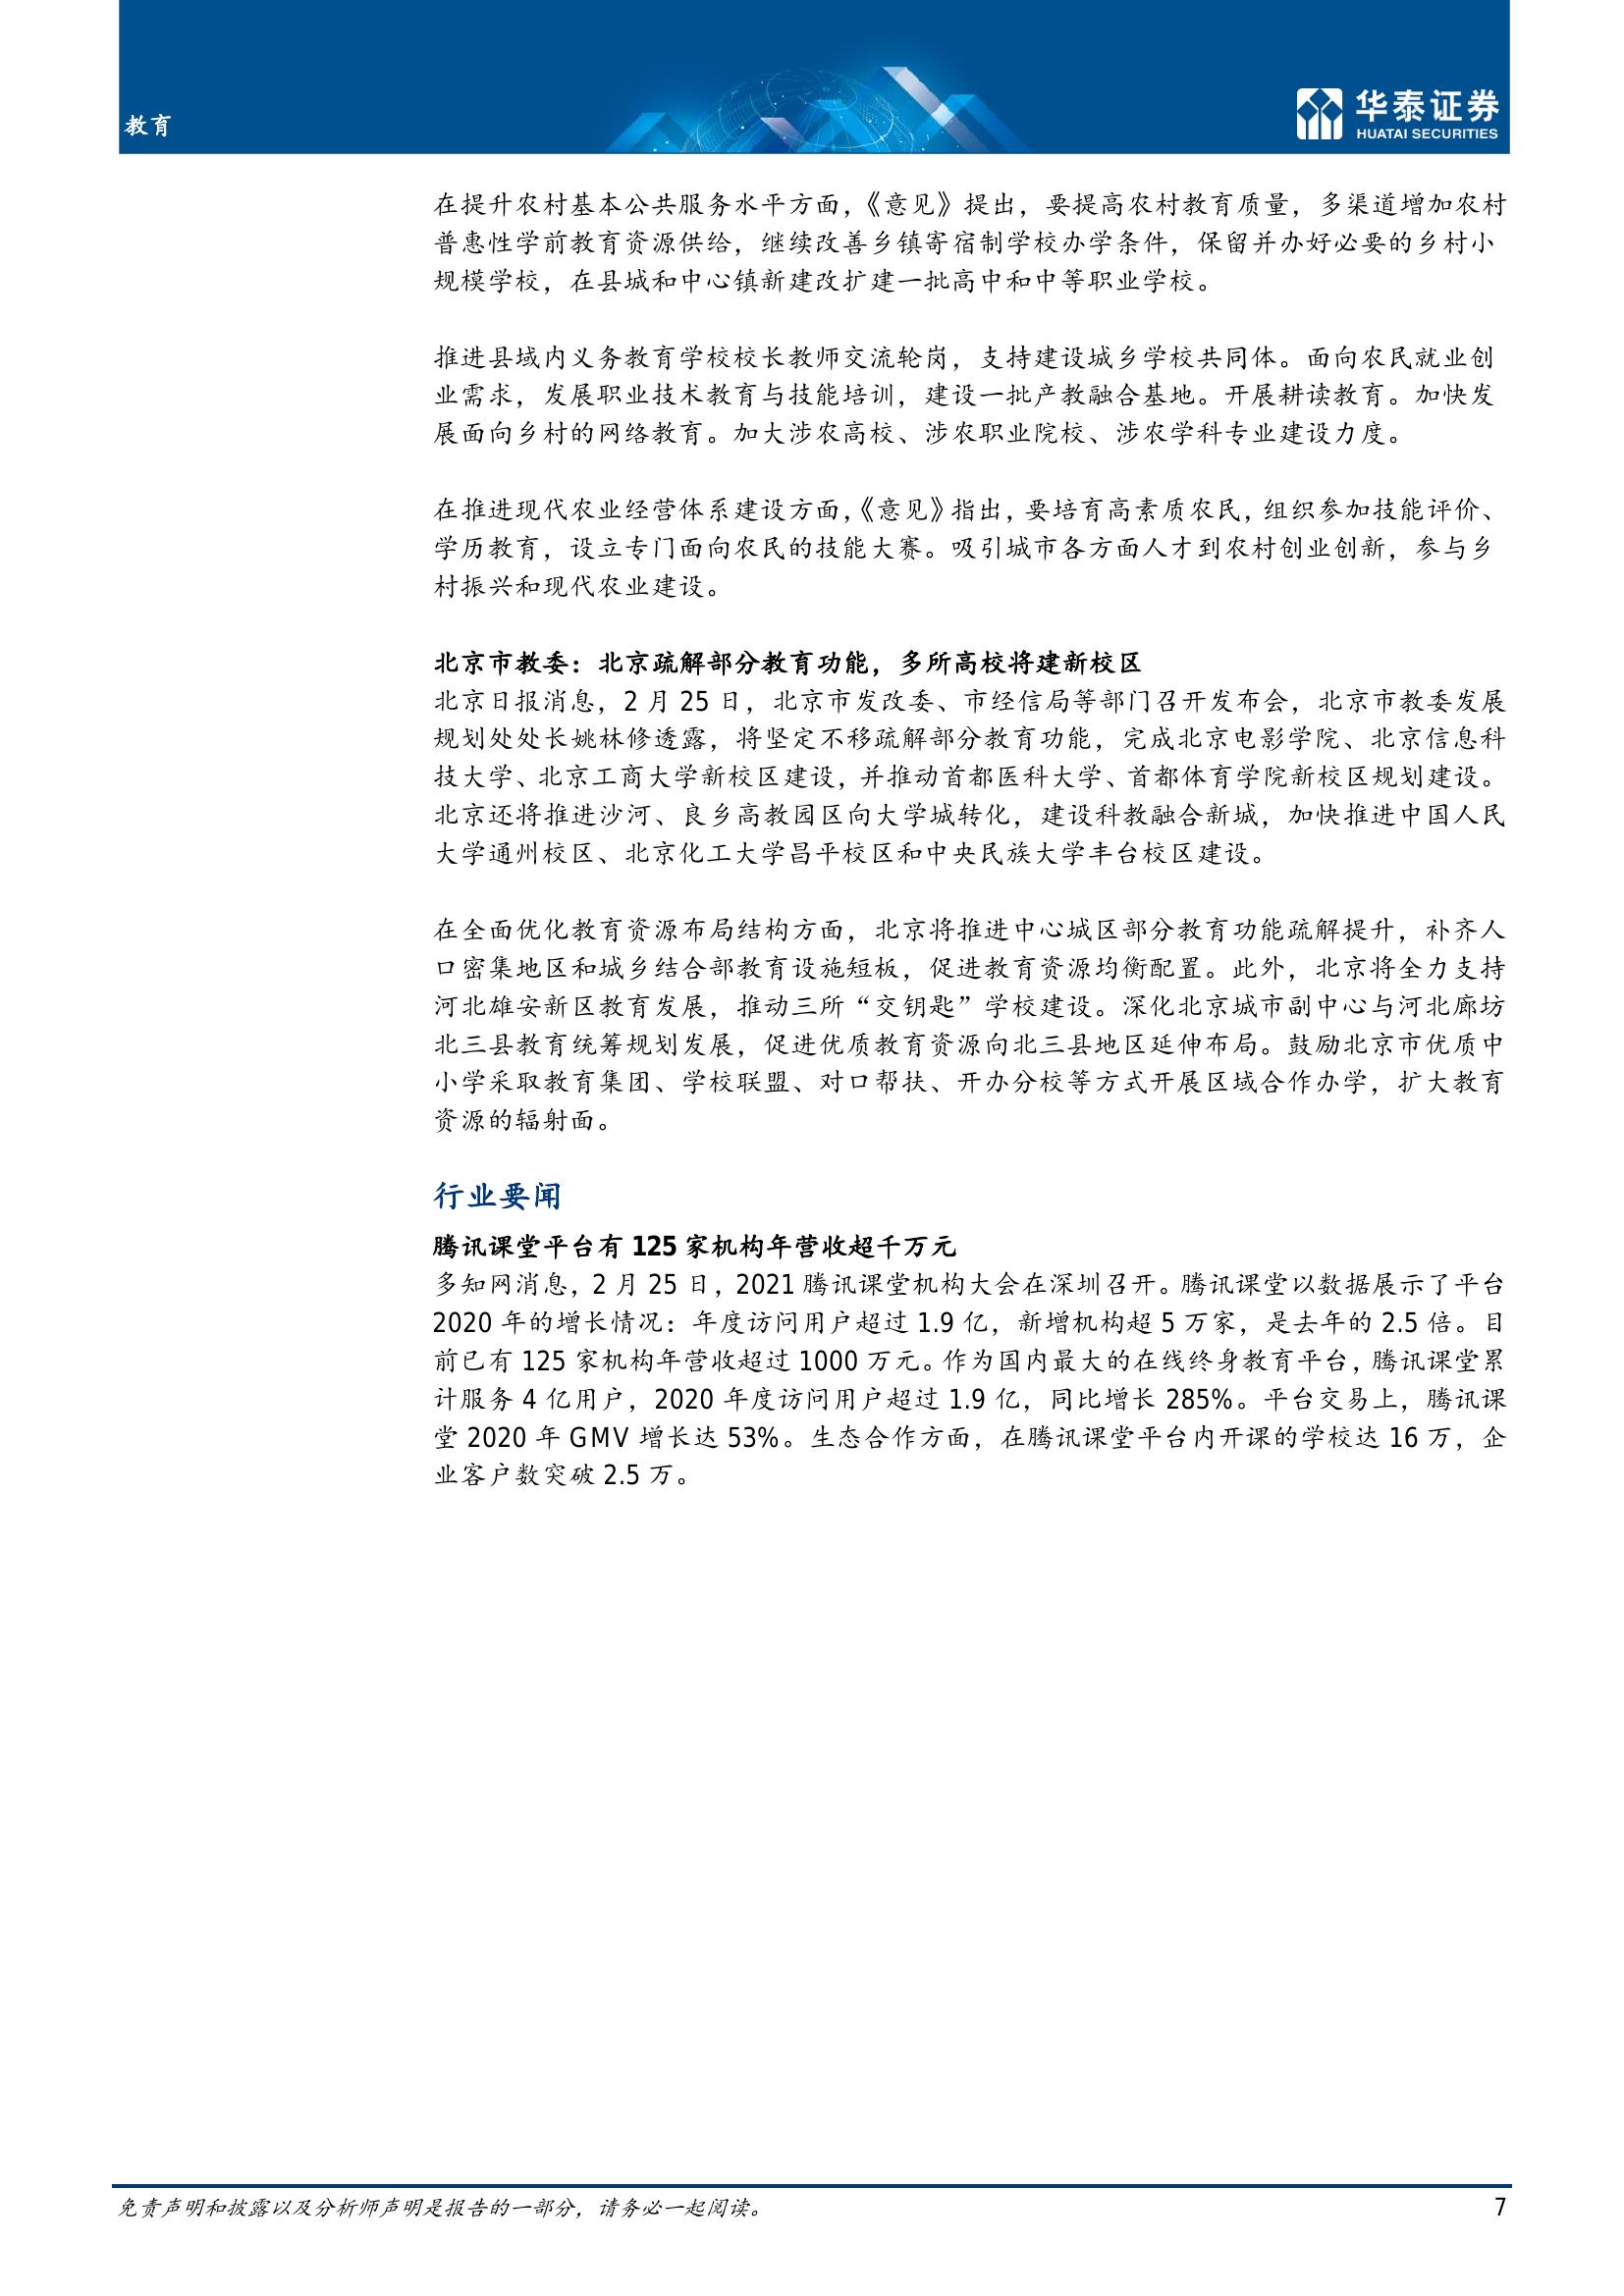 教育
华泰证券
HUATAI SECURITIES
在提升农村基本公共服务水平方面，《意见》提出，要提高农村教育质量，多渠道增加农村
普惠性学前教育资源供给，继续改善乡镇寄宿制学校办学条件，保留并办好必要的乡村小
规模学校，在县城和中心镇新建改扩建一批高中和中等职业学校。
推进县域内义务教育学校校长教师交流轮岗，支持建设城乡学校共同体。面向农民就业创
业需求，发展职业技术教育与技能培训，建设一批产教融合基地。开展耕读教育。加快发
展面向乡村的网络教育。加大涉农高校、涉农职业院校、涉农学科专业建设力度。
在推进现代农业经营体系建设方面，《意见》指出，要培育高素质农民，组织参加技能评价、
学历教育，设立专门面向农民的技能大赛。吸引城市各方面人才到农村创业创新，参与乡
村振兴和现代农业建设。
北京市教委：北京疏解部分教育功能，多所高校将建新校区
北京日报消息，2 月 25 日，北京市发改委、市经信局等部门召开发布会，北京市教委发展
规划处处长姚林修透露，将坚定不移疏解部分教育功能，完成北京电影学院、北京信息科
技大学、北京工商大学新校区建设，并推动首都医科大学、首都体育学院新校区规划建设。
北京还将推进沙河、良乡高教园区向大学城转化，建设科教融合新城，加快推进中国人民
大学通州校区、北京化工大学昌平校区和中央民族大学丰台校区建设。
在全面优化教育资源布局结构方面，北京将推进中心城区部分教育功能疏解提升，补齐人
口密集地区和城乡结合部教育设施短板，促进教育资源均衡配置。此外，北京将全力支持
河北雄安新区教育发展，推动三所“交钥匙”学校建设。深化北京城市副中心与河北廊坊
北三县教育统筹规划发展，促进优质教育资源向北三县地区延伸布局。鼓励北京市优质中
小学采取教育集团、学校联盟、对口帮扶、开办分校等方式开展区域合作办学，扩大教育
资源的辐射面。
行业要闻
腾讯课堂平台有 125 家机构年营收超千万元
多知网消息，2 月 25 日，2021 腾讯课堂机构大会在深圳召开。腾讯课堂以数据展示了平台
2020 年的增长情况：年度访问用户超过 1.9 亿，新增机构超 5 万家，是去年的 2.5 倍。目
前已有 125 家机构年营收超过 1000 万元。作为国内最大的在线终身教育平台，腾讯课堂累
计服务 4 亿用户，2020 年度访问用户超过 1.9 亿，同比增长 285%。平台交易上，腾讯课
堂 2020 年 GMV 增长达 53%。生态合作方面，在腾讯课堂平台内开课的学校达 16 万，企
业客户数突破 2.5 万。
免责声明和披露以及分析师声明是报告的一部分，请务必一起阅读。
7